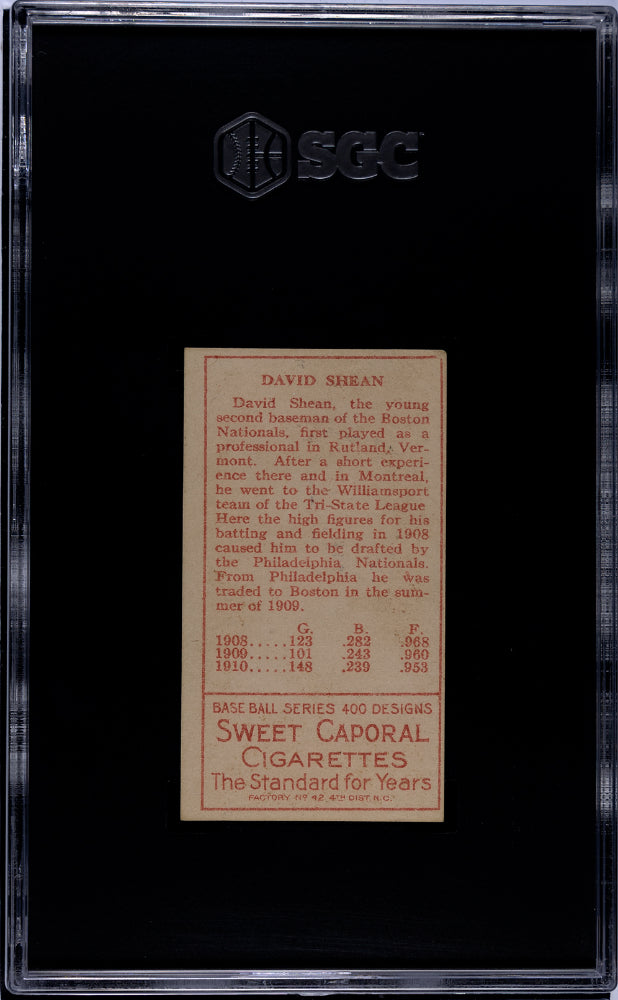 SGC
DAVID SHEAN
David Shean, the young
second baseman of the Boston
Nationals, first played as a
professional in Rutland, Ver-
mont. After a short experi-
ence there and in Montreal,
he went to the Williamsport
team of the Tri-State League
Here the high figures for his
batting and fielding in 1908
caused him to be drafted by
the Philadelphia Nationals.
From Philadelphia he was
traded to Boston in the sum-
mer of 1909.
G. B. F.
1908.....123 .282 .968
1909.....101 .243 .960
1910.....148 .239 .953
BASE BALL SERIES 400 DESIGNS
SWEET CAPORAL
CIGARETTES
The Standard for Years
FACTORY Nº 42 4TH DIST. N.C.